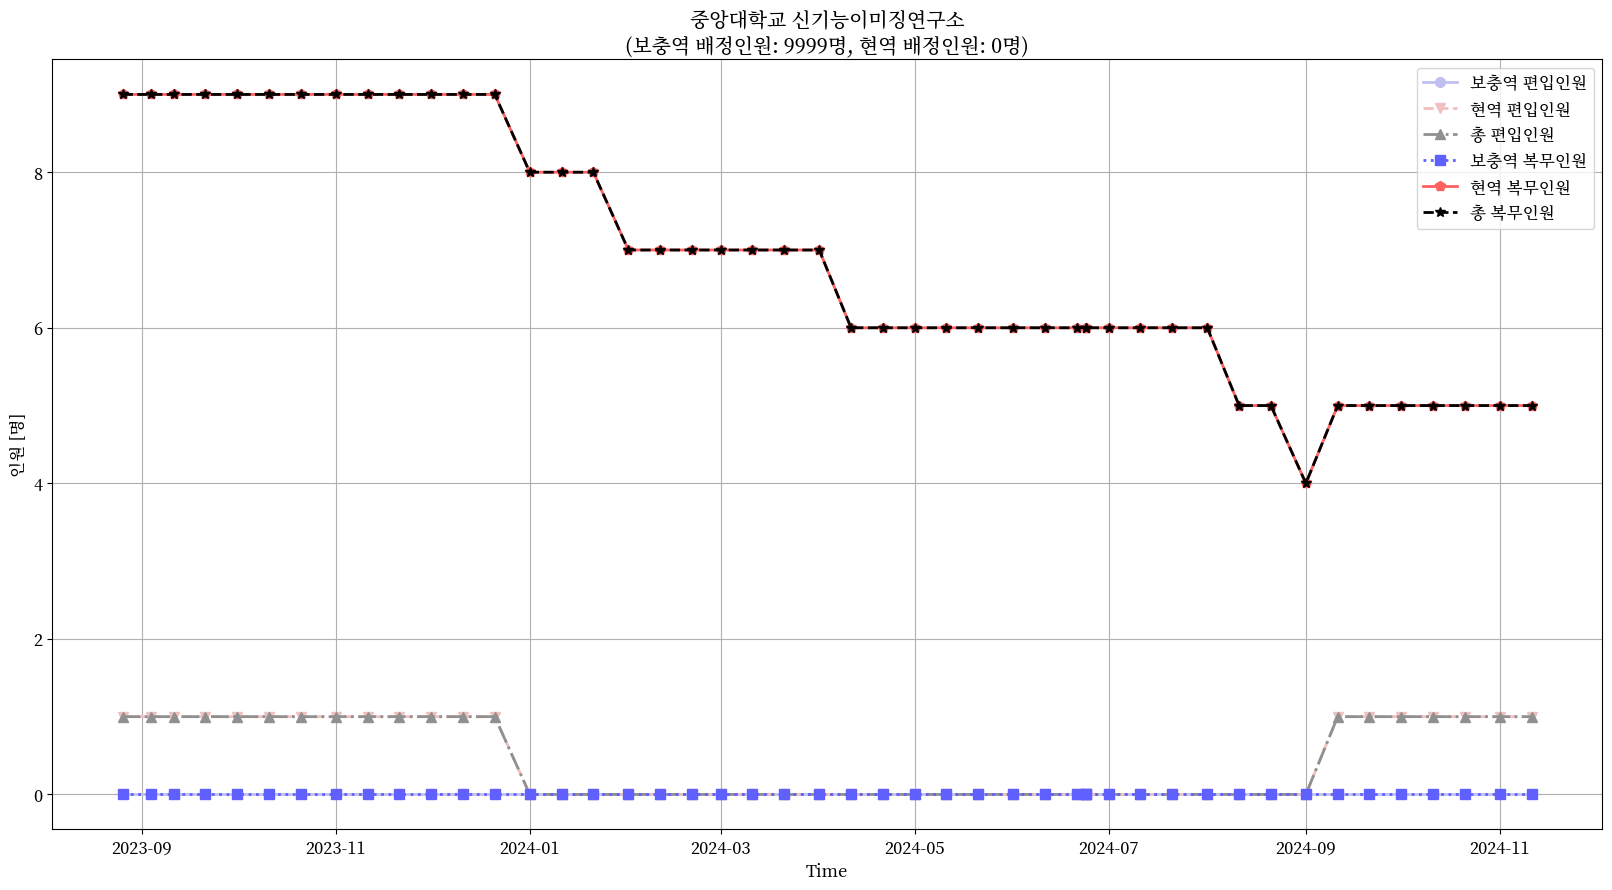 중앙대학교 신기능이미징연구소
(보충역 배정인원: 9999명, 현역 배정인원: 0명)
보충역 편입인원
현역 편입인원
총 편입인원
보충역 복무인원
현역 복무인원
총 복무인원
인원 [명]
8
6
4
2
0
2023-09
2023-11
2024-01
2024-03
2024-05
2024-07
2024-09
2024-11
Time